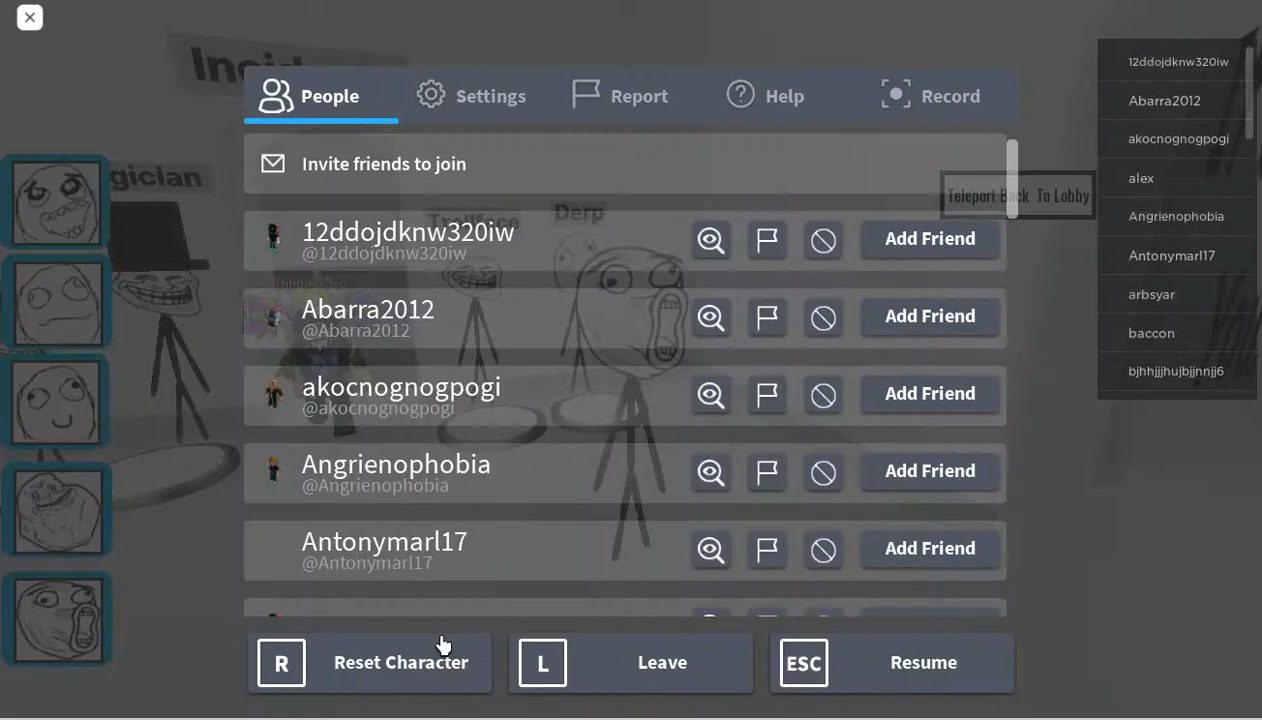 People
Settings
Report
Help
Record
Invite friends to join
12ddojdknw320iw
@12ddojdknw320iw
Add Friend
Abarra2012
@Abarra2012
Add Friend
akocnognogpogi
@akocnognogpogi
Add Friend
Angrienophobia
@Angrienophobia
Add Friend
Antonymarl17
@Antonymarl17
Add Friend
R
Reset Character
L
Leave
ESC
Resume
12ddojdknw320iw
Abarra2012
akocnognogpogi
alex
Angrienophobia
Antonymarl17
arbsyar
baccon
bjhhjjjhujbjjnnjj6
Teleport Back To Lobby
gician
Trollface
Derp